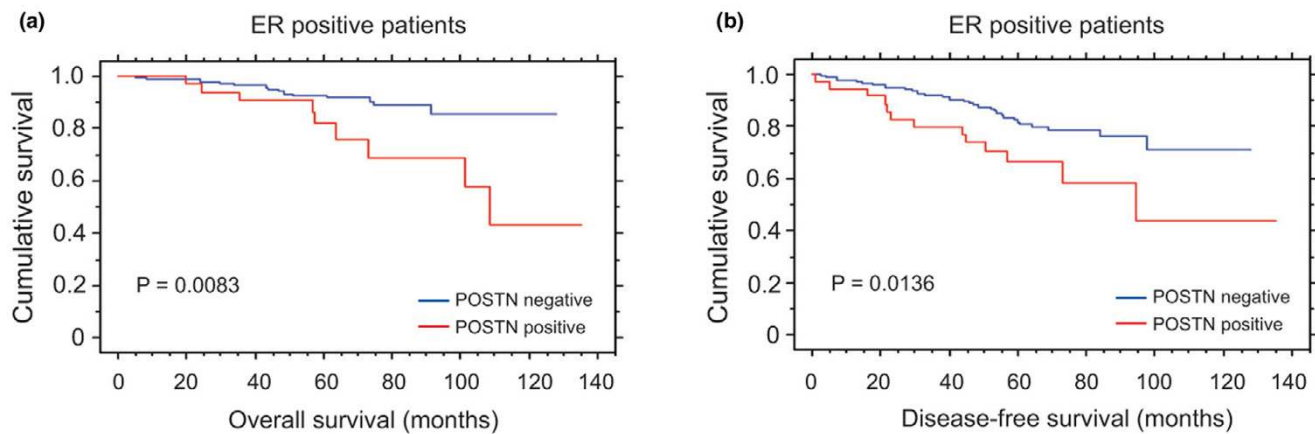 (a)
ER positive patients
Cumulative survival
1.0
0.8
0.6
0.4
0.2
0
P = 0.0083
POSTN negative
POSTN positive
0 20 40 60 80 100 120 140
Overall survival (months)
(b)
ER positive patients
Cumulative survival
1.0
0.8
0.6
0.4
0.2
0
P = 0.0136
POSTN negative
POSTN positive
0 20 40 60 80 100 120 140
Disease-free survival (months)